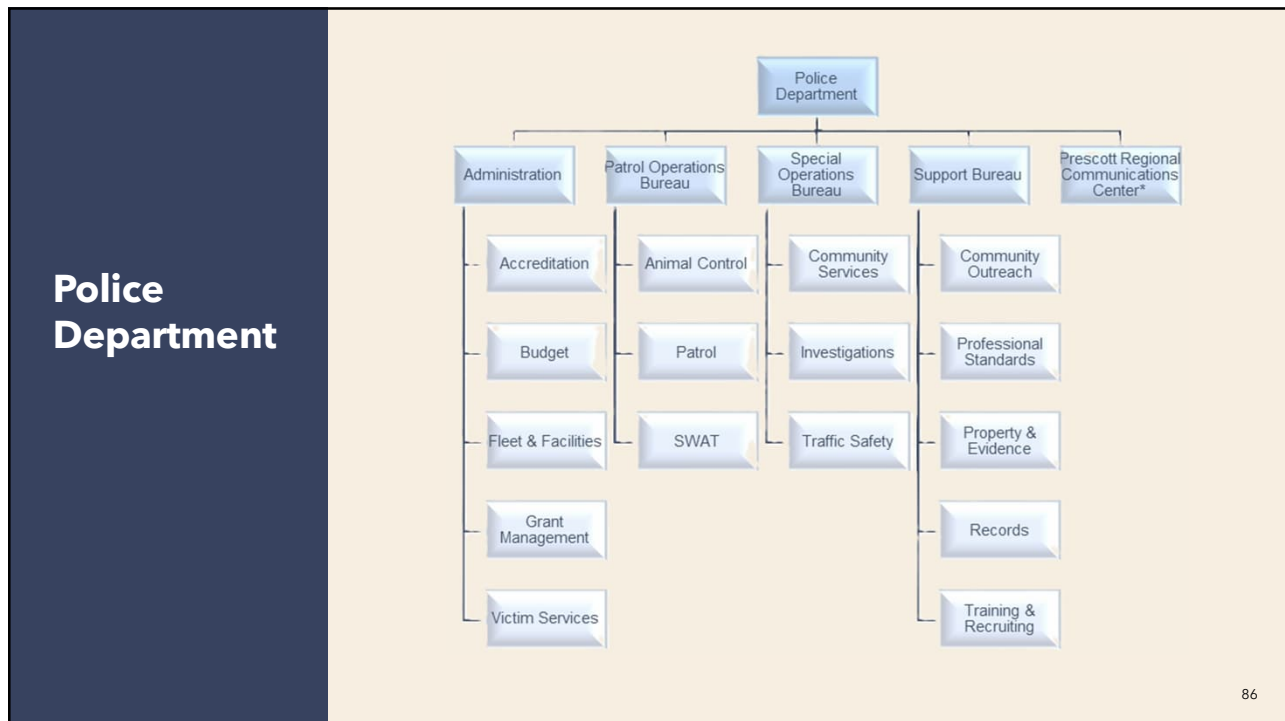 Police
Department
Police
Department
Administration
Patrol Operations
Bureau
Special
Operations
Bureau
Support Bureau
Prescott Regional
Communications
Center*
Accreditation
Budget
Fleet & Facilities
Grant
Management
Victim Services
Animal Control
Patrol
SWAT
Community
Services
Investigations
Traffic Safety
Community
Outreach
Professional
Standards
Property &
Evidence
Records
Training &
Recruiting
86